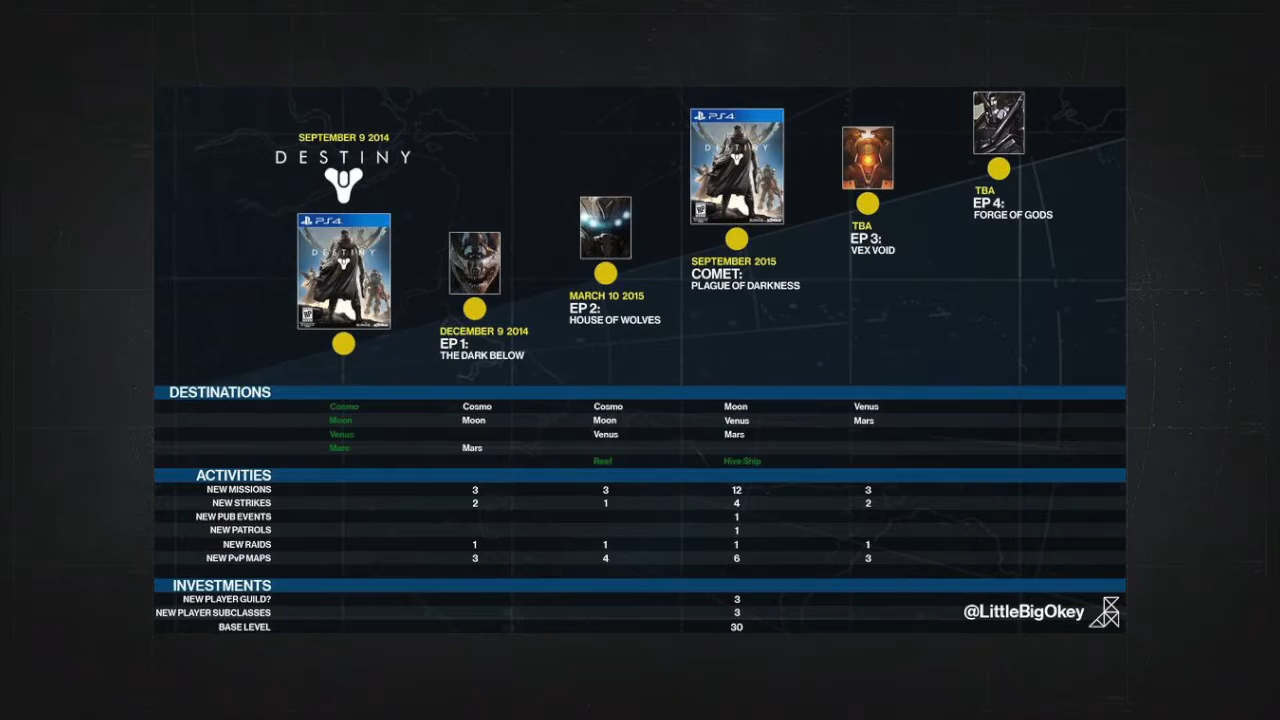 SEPTEMBER 9 2014
DESTINY
PS4
DESTINY
DECEMBER 9 2014
EP 1:
THE DARK BELOW
MARCH 10 2015
EP 2:
HOUSE OF WOLVES
PS4
DESTINY
SEPTEMBER 2015
COMET:
PLAGUE OF DARKNESS
TBA
EP 3:
VEX VOID
TBA
EP 4:
FORGE OF GODS
DESTINATIONS
Cosmo Cosmo Cosmo Moon Venus
Moon Moon Moon Venus Mars
Venus Venus Mars
Mars Mars
Reef Hive Ship
ACTIVITIES
NEW MISSIONS 3 3 12 3
NEW STRIKES 2 1 4 2
NEW PUB EVENTS 1
NEW PATROLS 1
NEW RAIDS 1 1 1 1
NEW PvP MAPS 3 4 6 3
INVESTMENTS
NEW PLAYER GUILD? 3
NEW PLAYER SUBCLASSES 3
BASE LEVEL 30
@LittleBigOkey